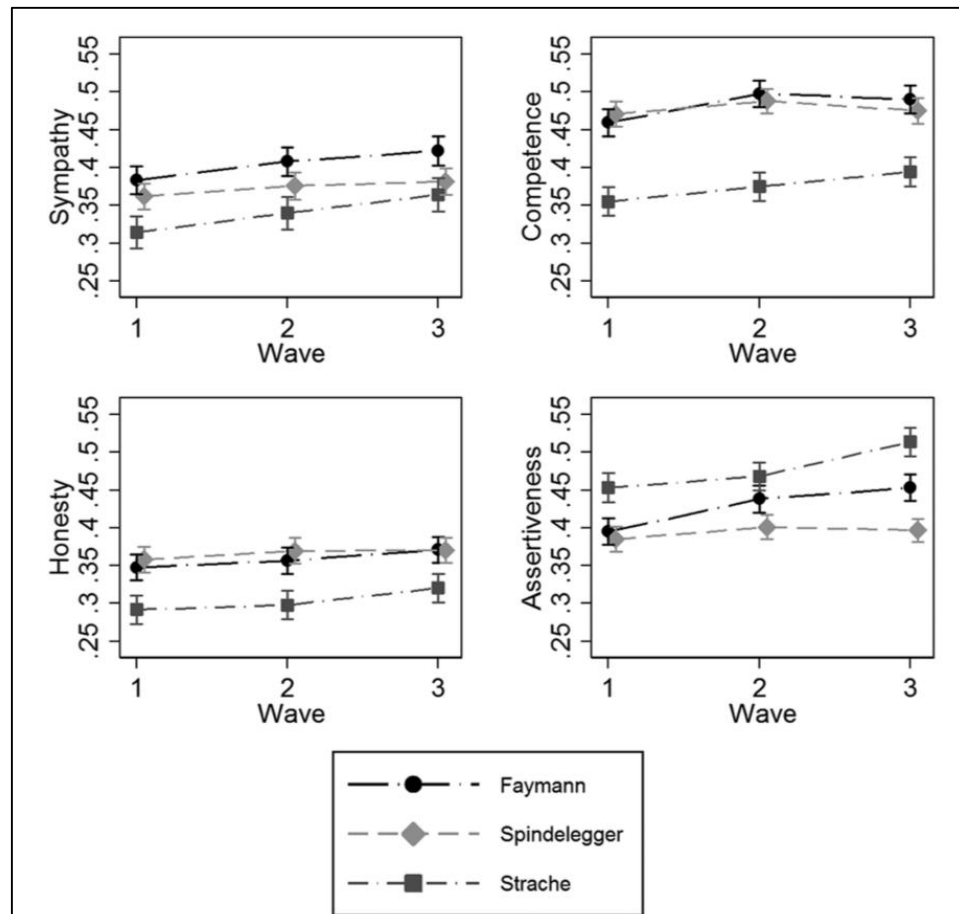 Sympathy
.55
.5
.45
.4
.35
.3
.25
1 2 3
Wave
Competence
.55
.5
.45
.4
.35
.3
.25
1 2 3
Wave
Honesty
.55
.5
.45
.4
.35
.3
.25
1 2 3
Wave
Assertiveness
.55
.5
.45
.4
.35
.3
.25
1 2 3
Wave
Faymann
Spindelegger
Strache